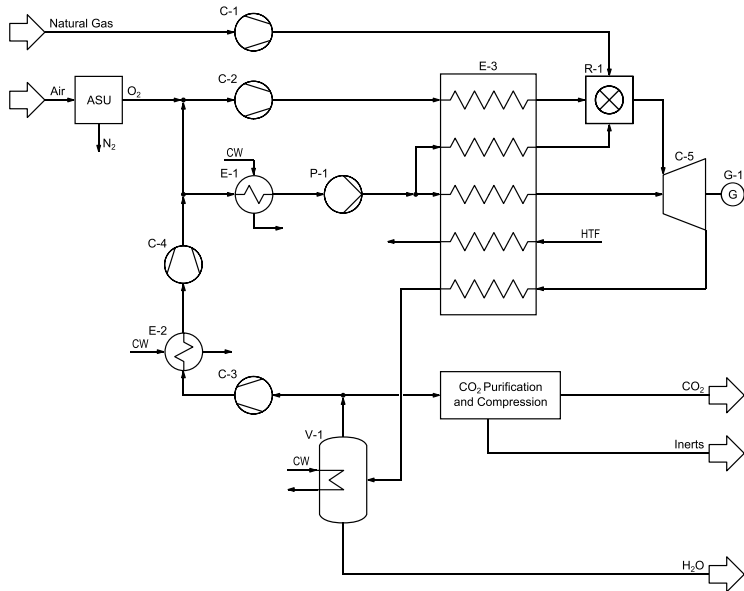 C-1
Natural Gas
C-2
E-3
R-1
Air
ASU
O₂
N₂
CW
E-1
P-1
C-5
G-1
G
C-4
HTF
E-2
CW
C-3
CO₂ Purification
and Compression
CO₂
V-1
CW
Inerts
H₂O